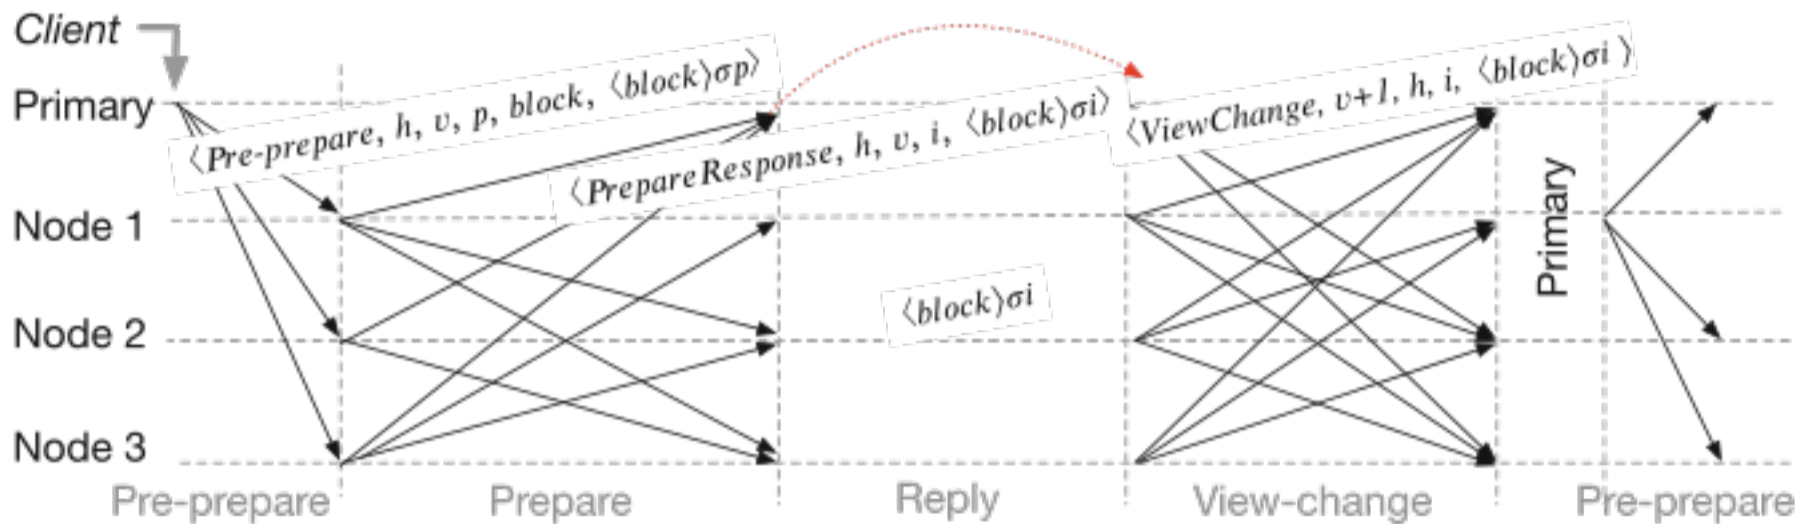 Client
Primary
⟨Pre-prepare, h, v, p, block, ⟨block⟩σp⟩
⟨PrepareResponse, h, v, i, ⟨block⟩σi⟩
⟨ViewChange, v+1, h, i, ⟨block⟩σi ⟩
Node 1
Primary
⟨block⟩σi
Node 2
Node 3
Pre-prepare
Prepare
Reply
View-change
Pre-prepare